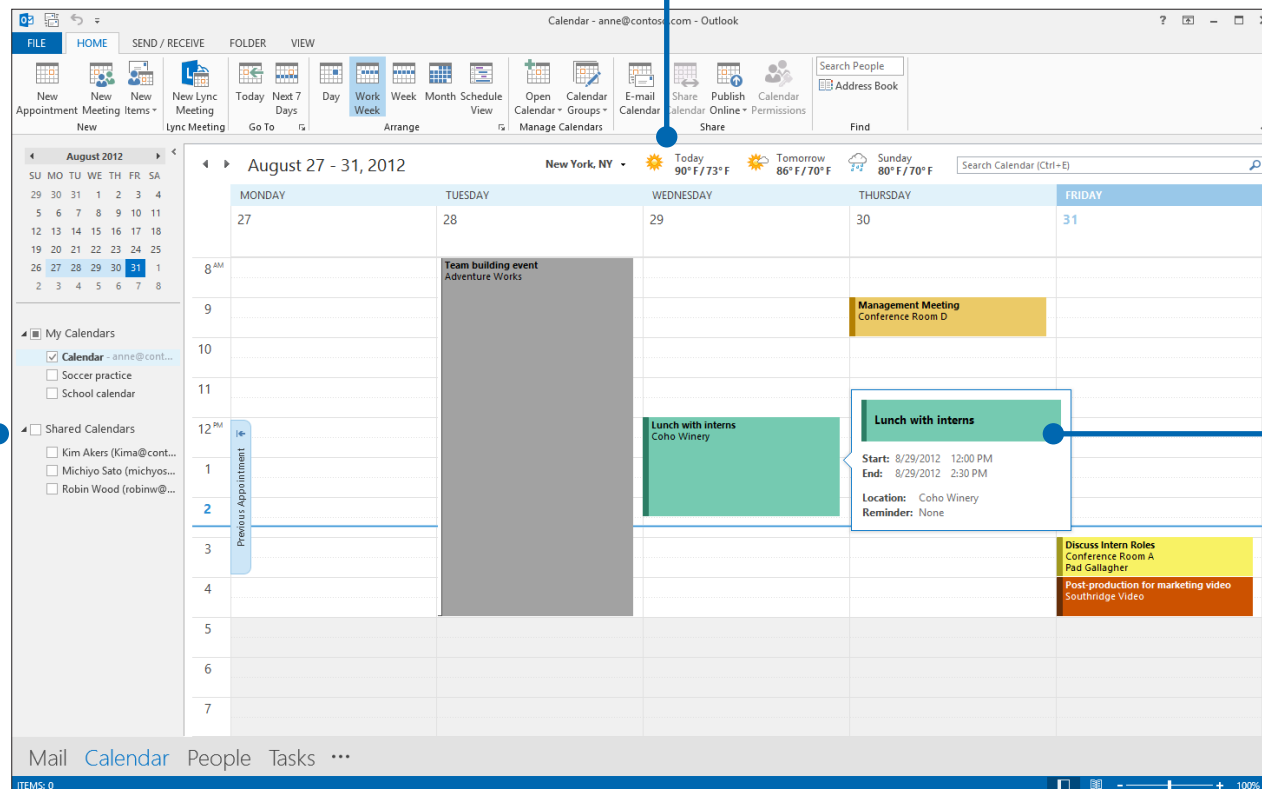 Calendar - anne@contoso.com - Outlook
FILE HOME SEND / RECEIVE FOLDER VIEW
New Appointment
New Meeting
New Items
New
New Lync Meeting
Lync Meeting
Today
Next 7 Days
Go To
Day
Work Week
Week
Month
Schedule View
Arrange
Open Calendar
Calendar Groups
Manage Calendars
E-mail Calendar
Share Calendar
Publish Online
Calendar Permissions
Share
Search People
Address Book
Find
August 2012
SU MO TU WE TH FR SA
29 30 31 1 2 3 4
5 6 7 8 9 10 11
12 13 14 15 16 17 18
19 20 21 22 23 24 25
26 27 28 29 30 31 1
2 3 4 5 6 7 8
My Calendars
Calendar - anne@cont...
Soccer practice
School calendar
Shared Calendars
Kim Akers (Kima@cont...
Michiyo Sato (michyos...
Robin Wood (robinw@...
August 27 - 31, 2012
New York, NY
Today
90° F / 73° F
Tomorrow
86° F / 70° F
Sunday
80° F / 70° F
Search Calendar (Ctrl+E)
MONDAY TUESDAY WEDNESDAY THURSDAY FRIDAY
27 28 29 30 31
8 AM
9
10
11
12 PM
1
2
3
4
5
6
7
Previous Appointment
Team building event
Adventure Works
Lunch with interns
Coho Winery
Management Meeting
Conference Room D
Lunch with interns
Start: 8/29/2012 12:00 PM
End: 8/29/2012 2:30 PM
Location: Coho Winery
Reminder: None
Discuss Intern Roles
Conference Room A
Pad Gallagher
Post-production for marketing video
Southridge Video
Mail Calendar People Tasks ···
ITEMS: 0
100%